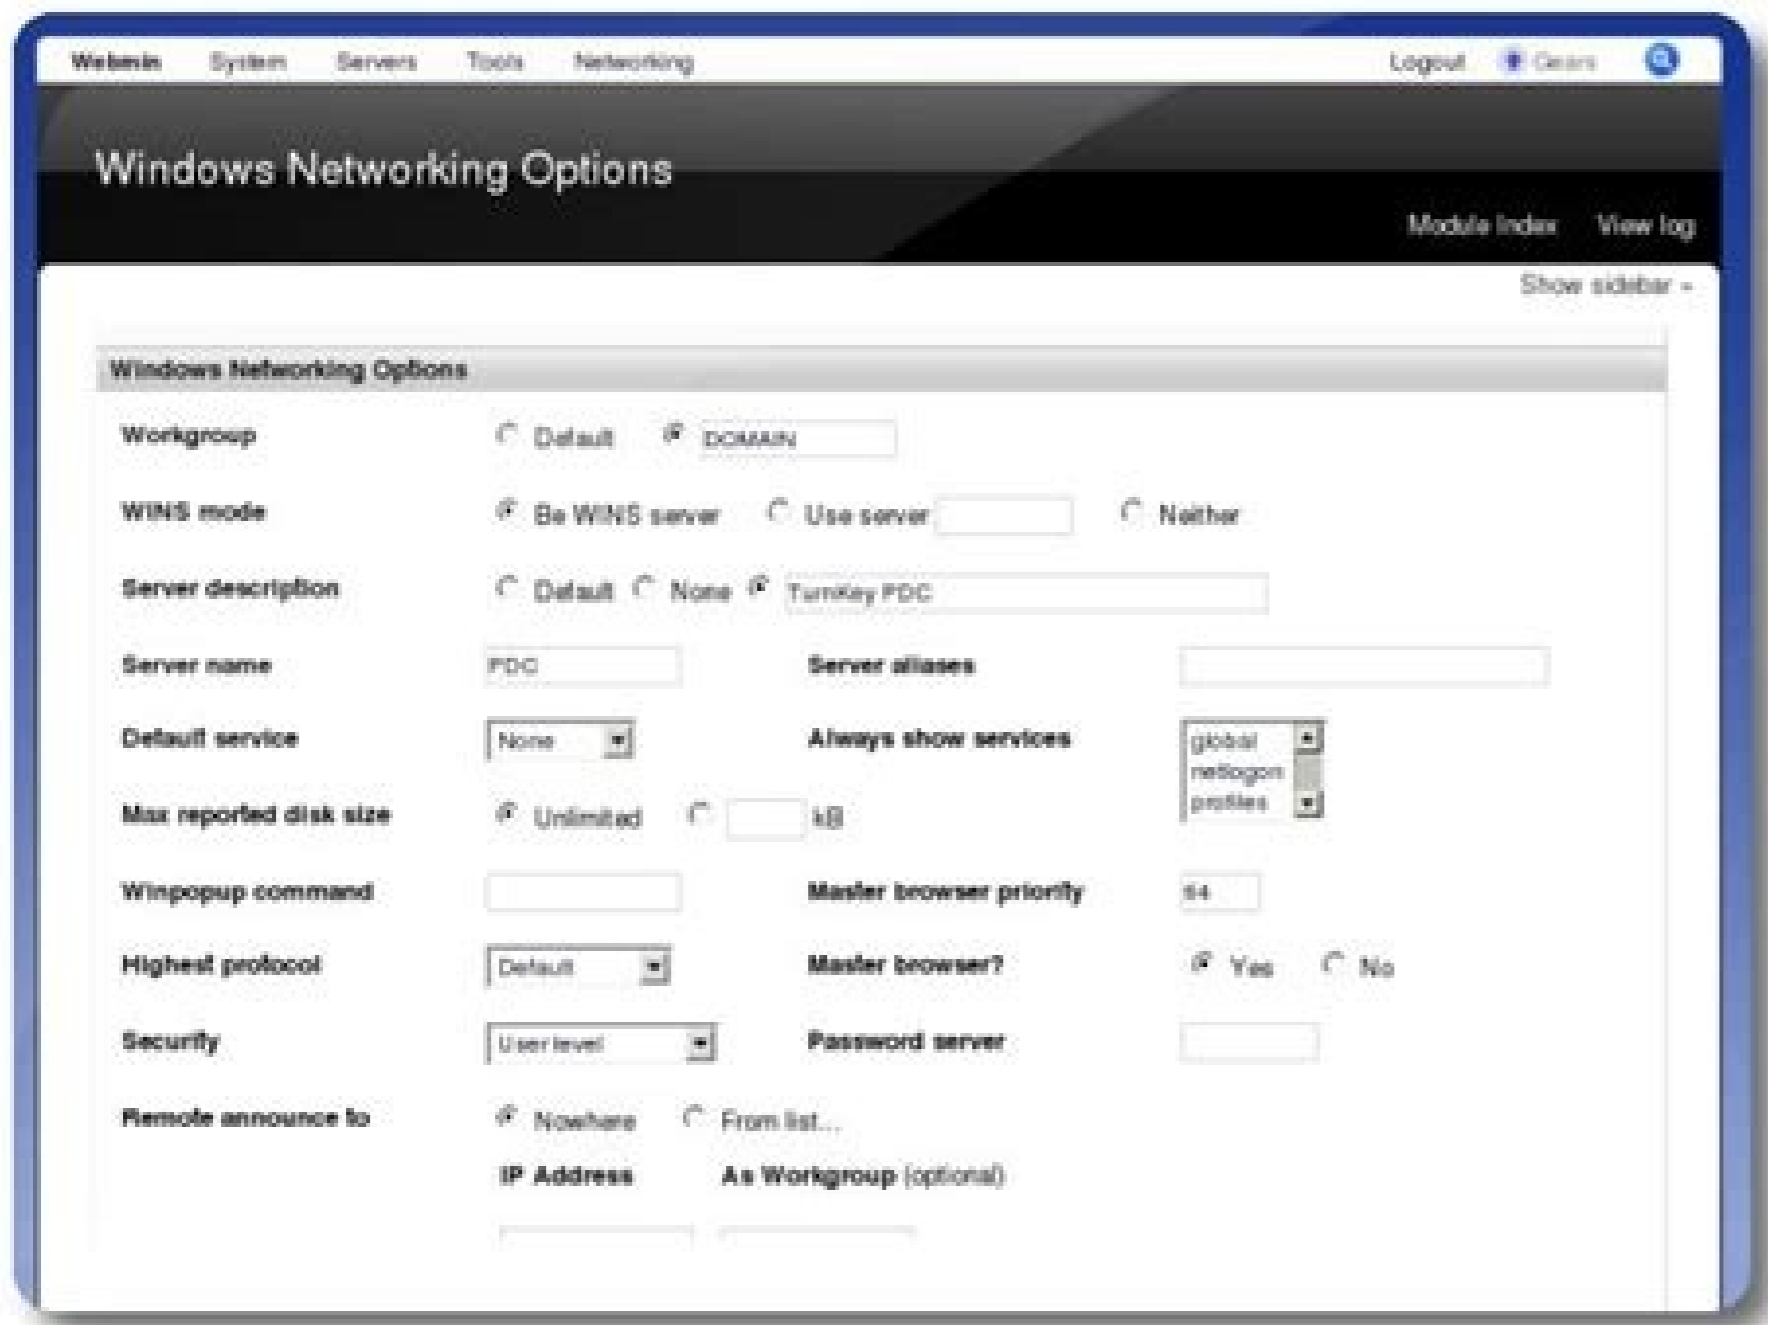 Webmin System Servers Tools Networking Logout Gears
Windows Networking Options
Module Index View log
Show sidebar
Windows Networking Options
Workgroup Default DOMAIN
WINS mode Be WINS server Use server Neither
Server description Default None TurnKey PDC
Server name PDC Server aliases
Default service None Always show services global
netlogon
profiles
Max reported disk size Unlimited kB
Winpopup command Master browser priority 64
Highest protocol Default Master browser? Yes No
Security User level Password server
Remote announce to Nowhere From list...
IP Address As Workgroup (optional)